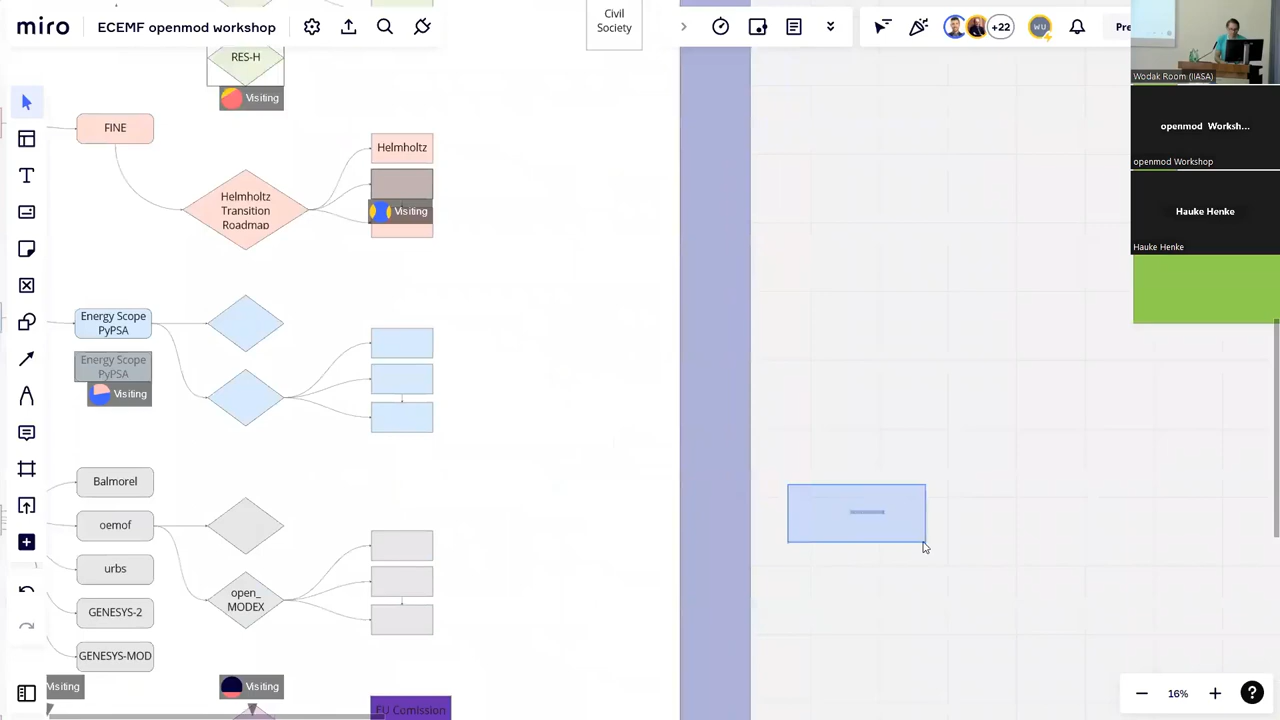 miro
ECEMF openmod workshop
Civil
Society
+22
WU
Pre
Wodak Room (IIASA)
openmod Worksh...
openmod Workshop
Hauke Henke
Hauke Henke
RES-H
Visiting
FINE
Helmholtz
Transition
Roadmap
Helmholtz
Visiting
Energy Scope
PyPSA
Energy Scope
PyPSA
Visiting
Balmorel
oemof
urbs
GENESYS-2
GENESYS-MOD
open_
MODEX
Visiting
Visiting
EU Comission
16%